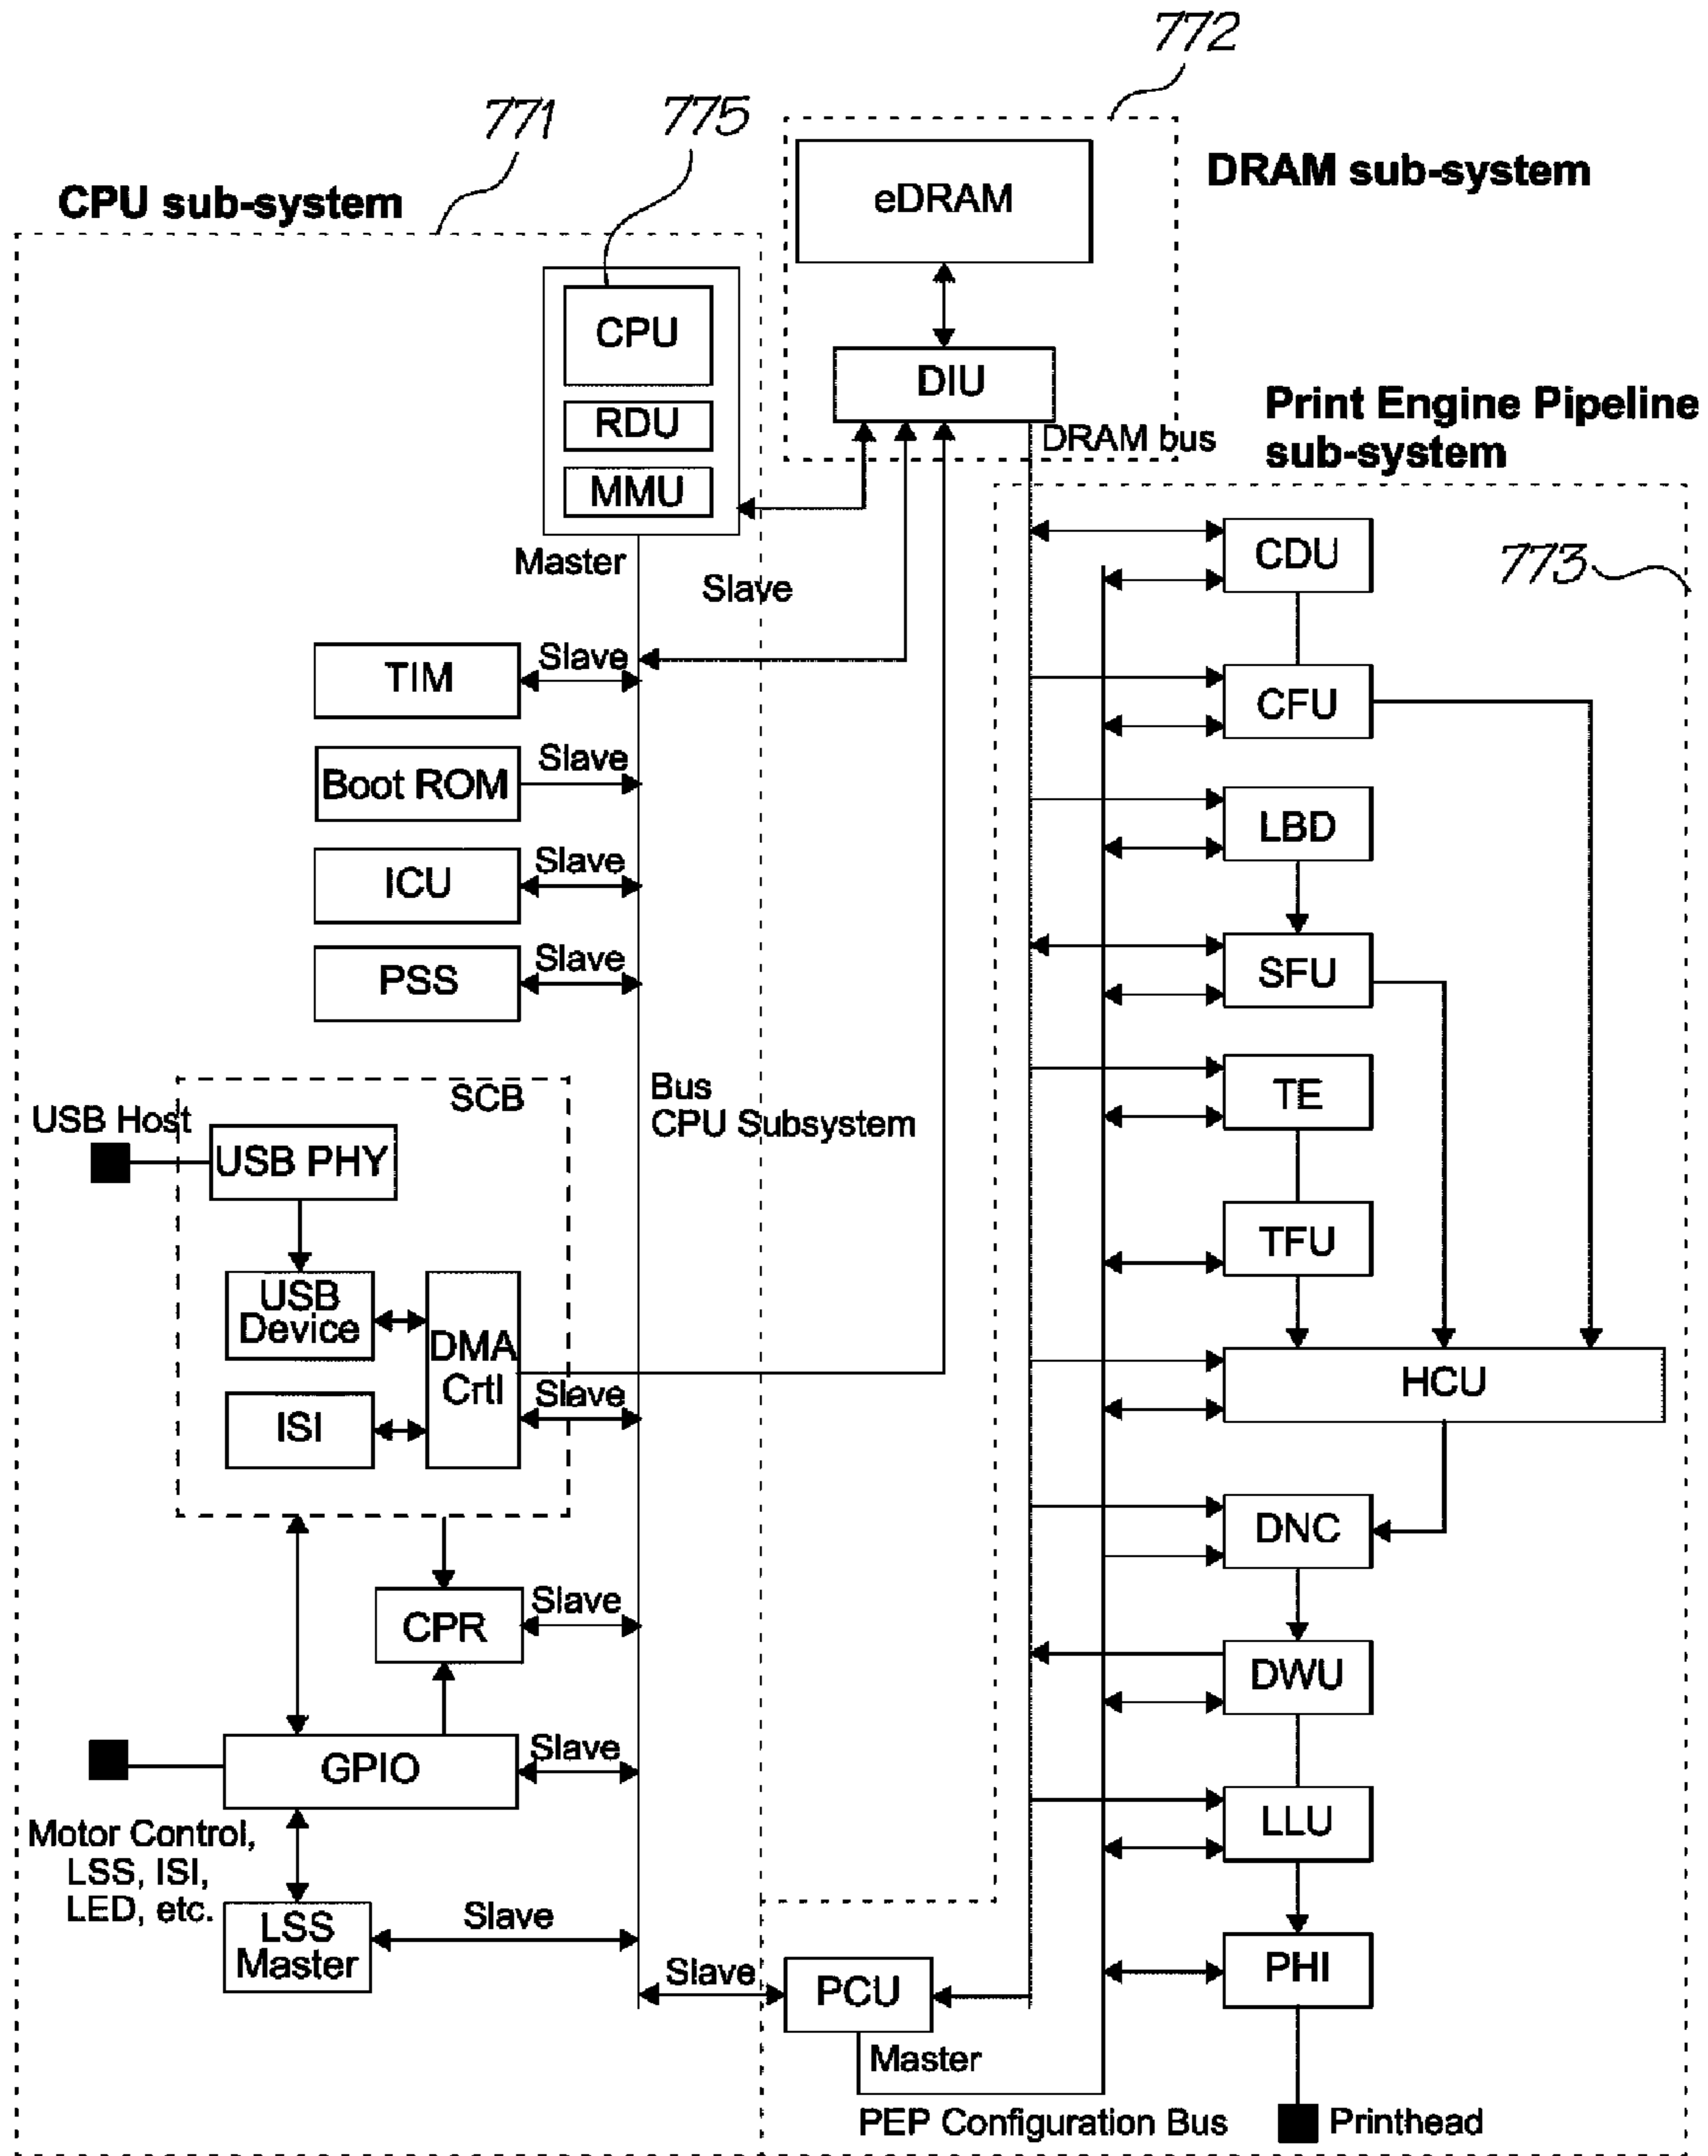 772
771
775
DRAM sub-system
CPU sub-system
eDRAM
CPU
DIU
RDU
Print Engine Pipeline
sub-system
DRAM bus
MMU
Master
Slave
CDU
773
TIM
Slave
CFU
Boot ROM
Slave
LBD
ICU
Slave
PSS
Slave
SFU
SCB
Bus
CPU Subsystem
TE
USB Host
USB PHY
TFU
USB
Device
DMA
Crtl
Slave
HCU
ISI
DNC
CPR
Slave
DWU
GPIO
Slave
Motor Control,
LSS, ISI,
LED, etc.
LLU
LSS
Master
Slave
Slave
PCU
PHI
Master
PEP Configuration Bus
Printhead